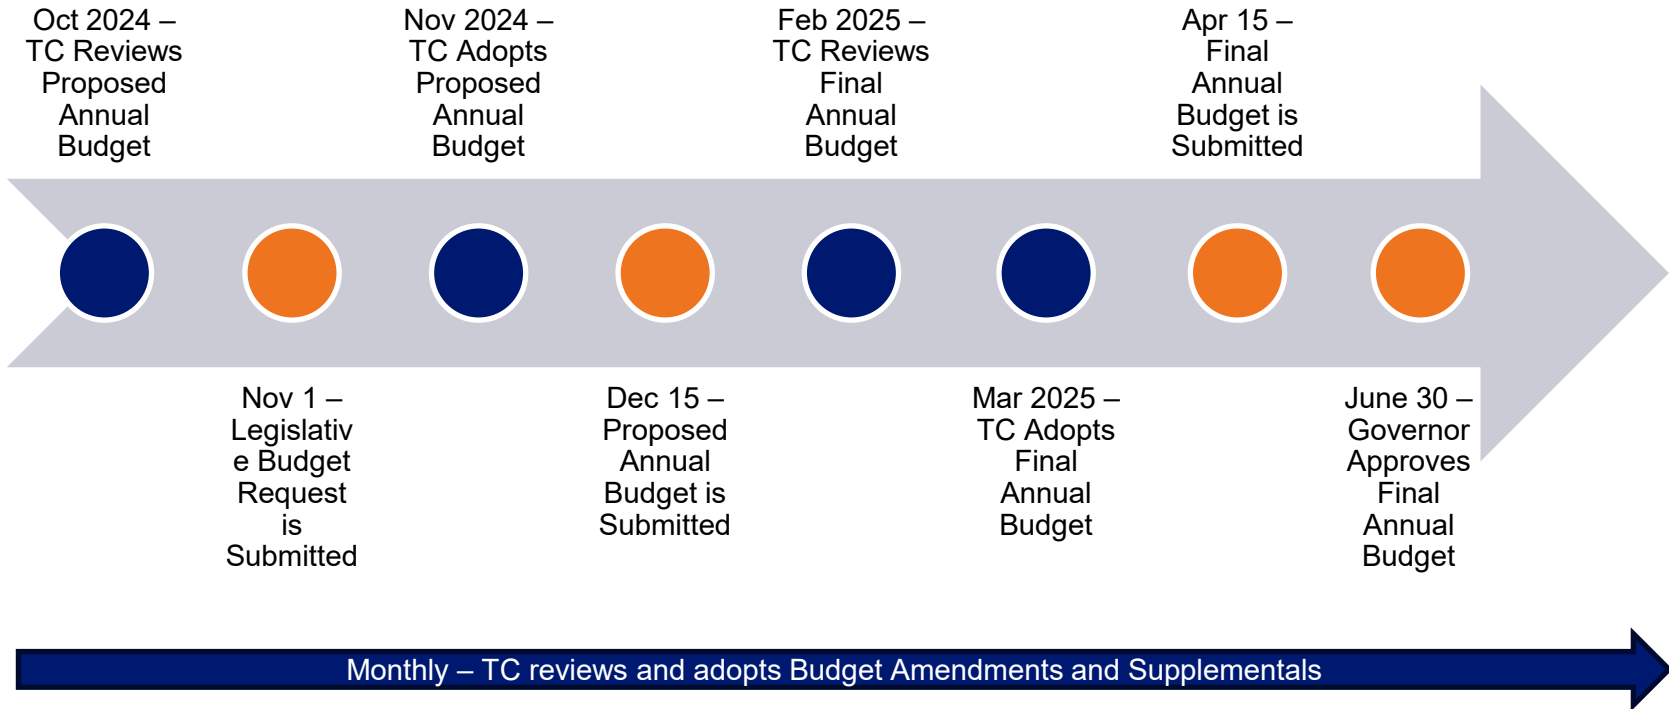 Oct 2024 –
TC Reviews
Proposed
Annual
Budget
Nov 1 –
Legislativ
e Budget
Request
is
Submitted
Nov 2024 –
TC Adopts
Proposed
Annual
Budget
Dec 15 –
Proposed
Annual
Budget is
Submitted
Feb 2025 –
TC Reviews
Final
Annual
Budget
Mar 2025 –
TC Adopts
Final
Annual
Budget
Apr 15 –
Final
Annual
Budget is
Submitted
June 30 –
Governor
Approves
Final
Annual
Budget
Monthly – TC reviews and adopts Budget Amendments and Supplementals